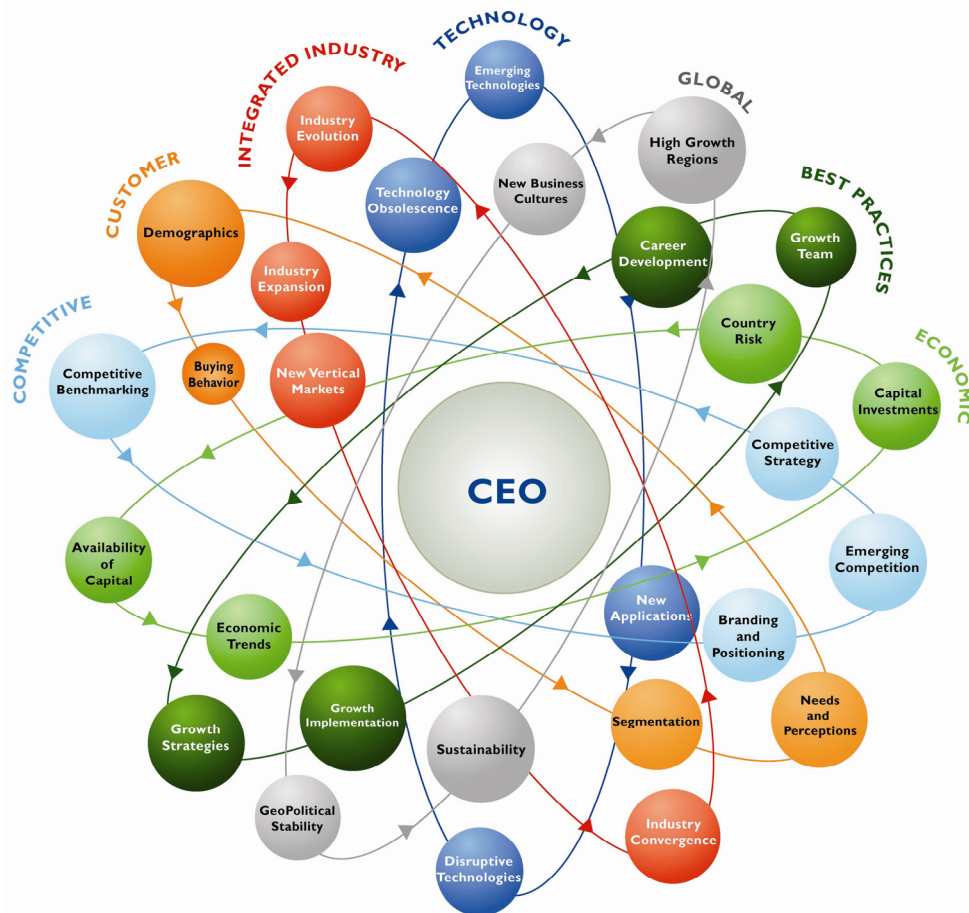 TECHNOLOGY
INTEGRATED INDUSTRY
GLOBAL
CUSTOMER
BEST PRACTICES
COMPETITIVE
ECONOMIC
Emerging
Technologies
Industry
Evolution
High Growth
Regions
Technology
Obsolescence
New Business
Cultures
Demographics
Career
Development
Growth
Team
Industry
Expansion
Country
Risk
Competitive
Benchmarking
Buying
Behavior
New Vertical
Markets
Capital
Investments
Competitive
Strategy
CEO
Availability
of
Capital
Emerging
Competition
Economic
Trends
New
Applications
Branding
and
Positioning
Growth
Strategies
Growth
Implementation
Sustainability
Segmentation
Needs
and
Perceptions
GeoPolitical
Stability
Industry
Convergence
Disruptive
Technologies